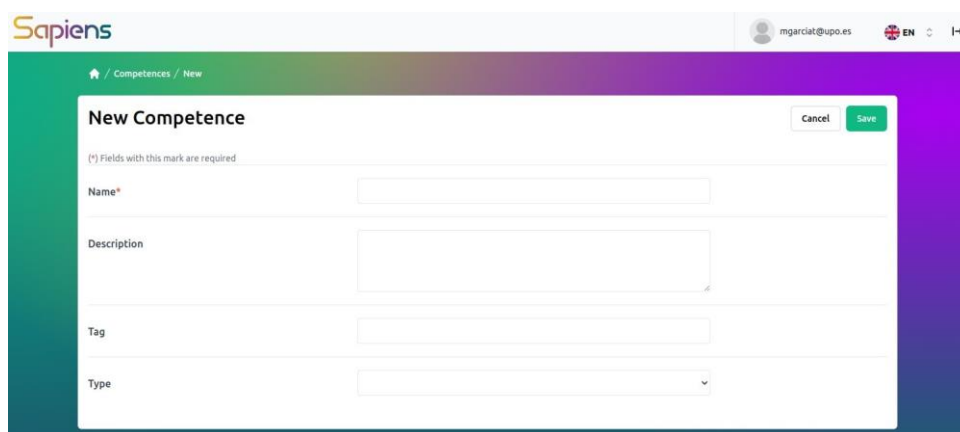 Sapiens
mgarciat@upo.es EN
/ Competences / New
New Competence
Cancel Save
(*) Fields with this mark are required
Name*
Description
Tag
Type